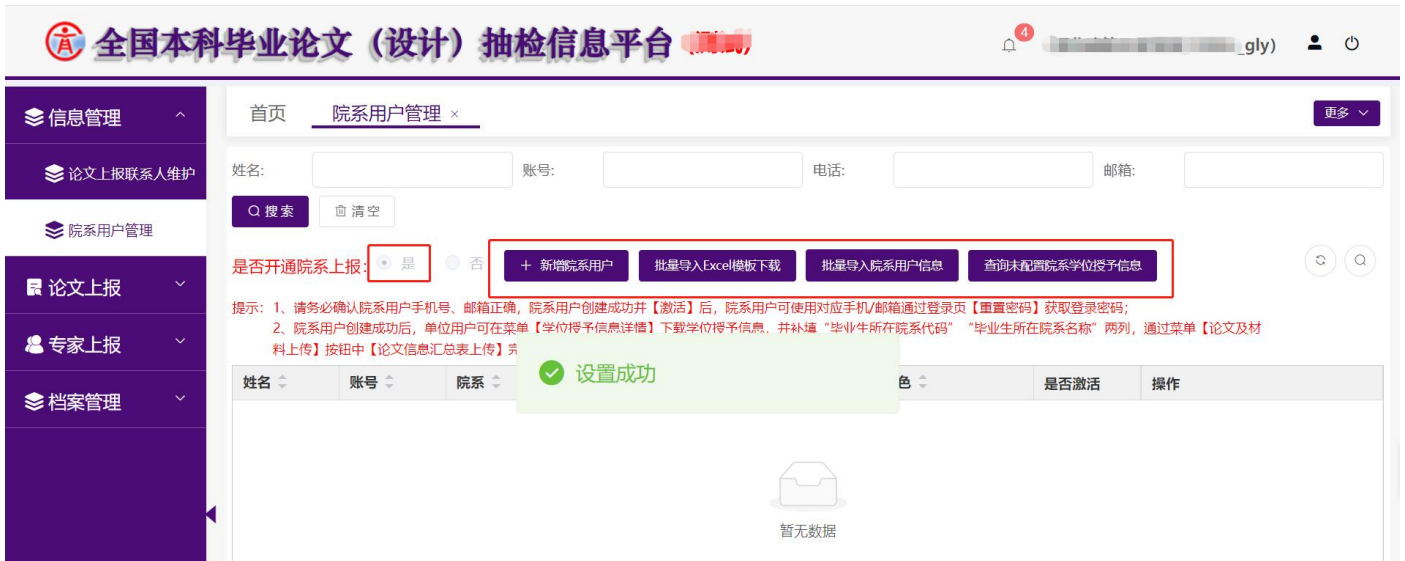 全国本科毕业论文（设计）抽检信息平台
4
_gly)
信息管理
首页
院系用户管理 ×
更多
论文上报联系人维护
姓名:
账号:
电话:
邮箱:
搜索
清空
院系用户管理
是否开通院系上报:
是
否
+ 新增院系用户
批量导入Excel模板下载
批量导入院系用户信息
查询未配置院系学位授予信息
论文上报
提示：1、请务必确认院系用户手机号、邮箱正确，院系用户创建成功并【激活】后，院系用户可使用对应手机/邮箱通过登录页【重置密码】获取登录密码；
2、院系用户创建成功后，单位用户可在菜单【学位授予信息详情】下载学位授予信息，并补填“毕业生所在院系代码” “毕业生所在院系名称”两列，通过菜单【论文及材
料上传】按钮中【论文信息汇总表上传】
专家上报
设置成功
姓名
账号
院系
色
是否激活
操作
档案管理
暂无数据